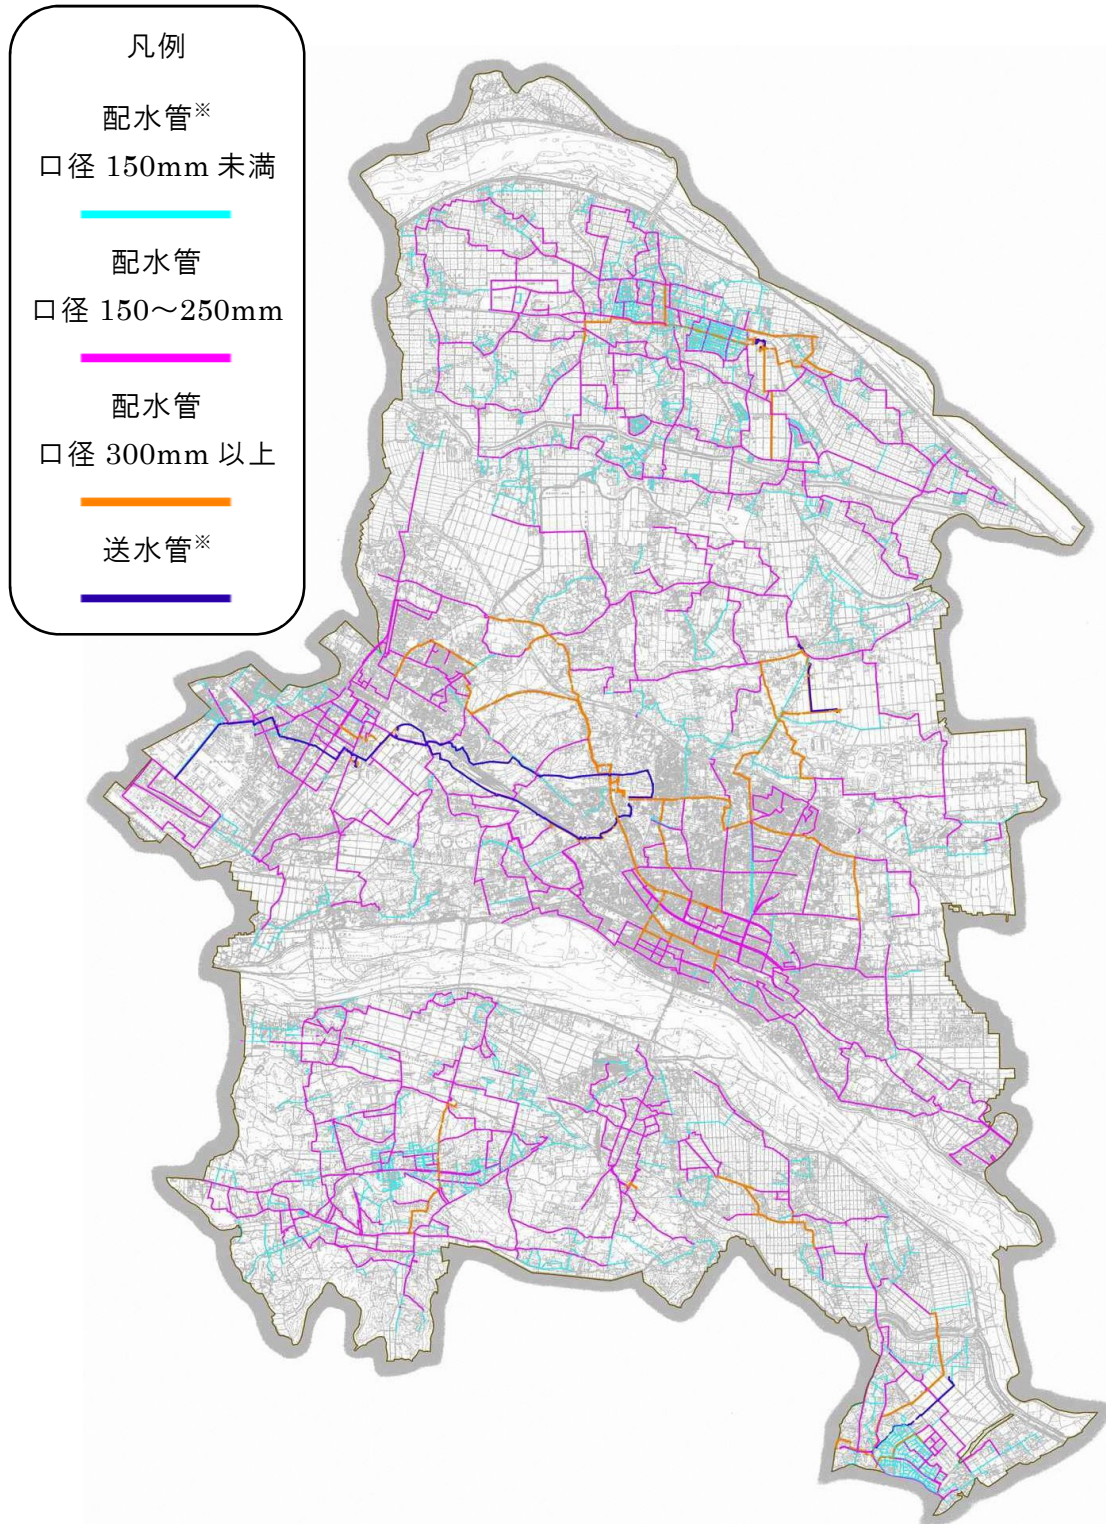 凡例
配水管※
口径 150mm 未満
配水管
口径 150～250mm
配水管
口径 300mm 以上
送水管※